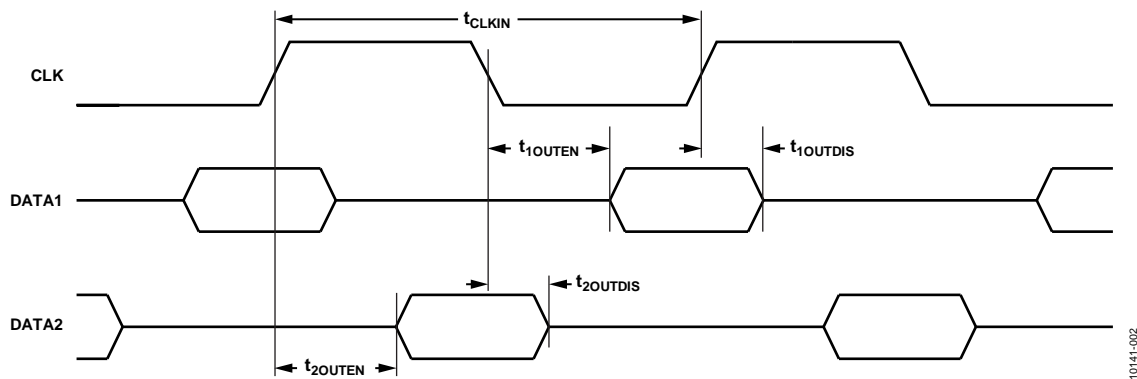 tCLKIN
CLK
t1OUTEN
t1OUTDIS
DATA1
t2OUTDIS
DATA2
t2OUTEN
10141-002